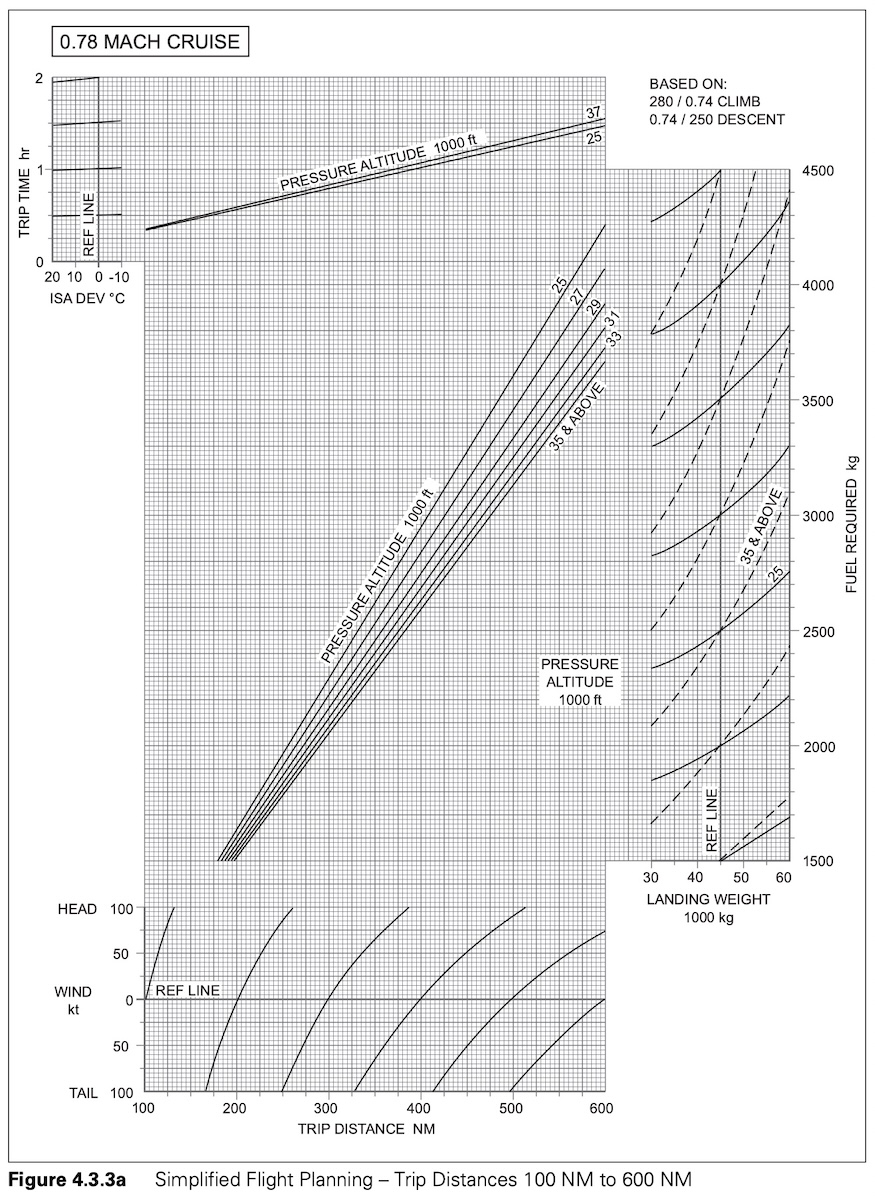 0.78 MACH CRUISE
BASED ON:
280 / 0.74 CLIMB
0.74 / 250 DESCENT
TRIP TIME hr
2
1
0
REF LINE
20 10 0 -10
ISA DEV °C
PRESSURE ALTITUDE 1000 ft
37
25
PRESSURE ALTITUDE 1000 ft
25
27
29
31
33
35 & ABOVE
4500
4000
3500
3000
2500
2000
1500
FUEL REQUIRED kg
35 & ABOVE
25
PRESSURE
ALTITUDE
1000 ft
REF LINE
30 40 50 60
LANDING WEIGHT
1000 kg
HEAD 100
50
WIND 0
kt
REF LINE
50
TAIL 100
100 200 300 400 500 600
TRIP DISTANCE NM
Figure 4.3.3a Simplified Flight Planning – Trip Distances 100 NM to 600 NM